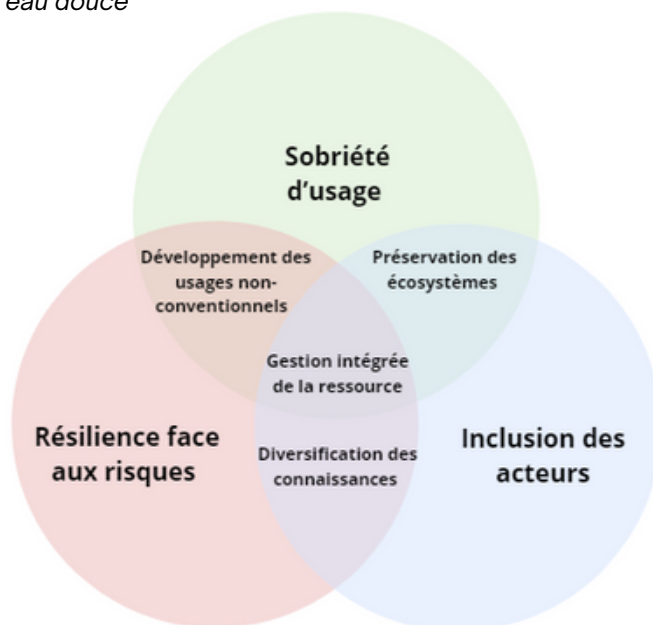 eau douce
Sobriété
d’usage
Développement des
usages non-
conventionnels
Préservation des
écosystèmes
Gestion intégrée
de la ressource
Résilience face
aux risques
Diversification des
connaissances
Inclusion des
acteurs